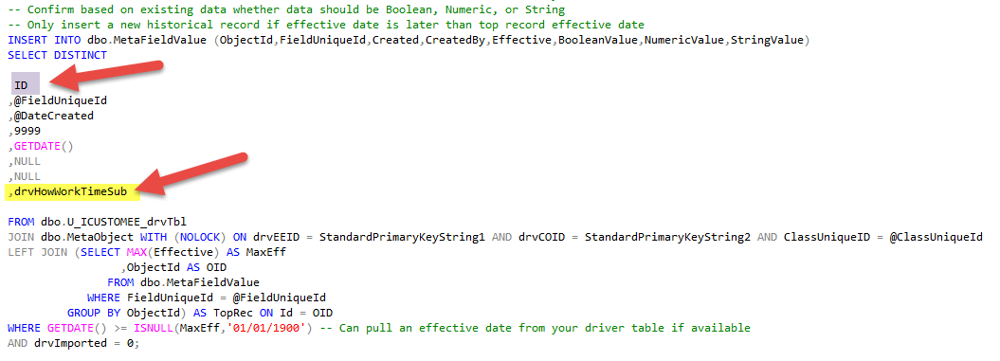 -- Confirm based on existing data whether data should be Boolean, Numeric, or String
-- Only insert a new historical record if effective date is later than top record effective date
INSERT INTO dbo.MetaFieldValue (ObjectId,FieldUniqueId,Created,CreatedBy,Effective,BooleanValue,NumericValue,StringValue)
SELECT DISTINCT
ID
,@FieldUniqueId
,@DateCreated
,9999
,GETDATE()
,NULL
,NULL
,drvHowWorkTimeSub
FROM dbo.U_ICUSTOMEE_drvTbl
JOIN dbo.MetaObject WITH (NOLOCK) ON drvEEID = StandardPrimaryKeyString1 AND drvCOID = StandardPrimaryKeyString2 AND ClassUniqueID = @ClassUniqueId
LEFT JOIN (SELECT MAX(Effective) AS MaxEff
,ObjectId AS OID
FROM dbo.MetaFieldValue
WHERE FieldUniqueId = @FieldUniqueId
GROUP BY ObjectId) AS TopRec ON Id = OID
WHERE GETDATE() >= ISNULL(MaxEff,'01/01/1900') -- Can pull an effective date from your driver table if available
AND drvImported = 0;